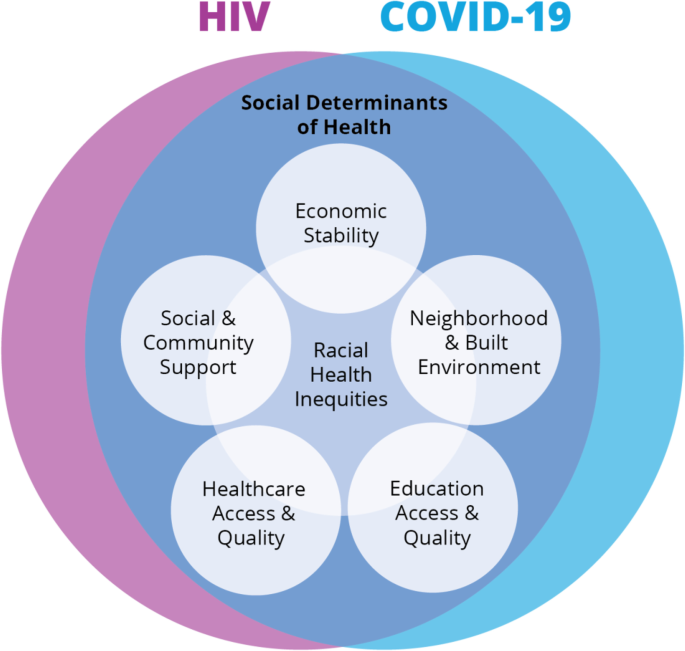 HIV
COVID-19
Social Determinants
of Health
Economic
Stability
Social &
Community
Support
Neighborhood
& Built
Environment
Racial
Health
Inequities
Healthcare
Access &
Quality
Education
Access &
Quality